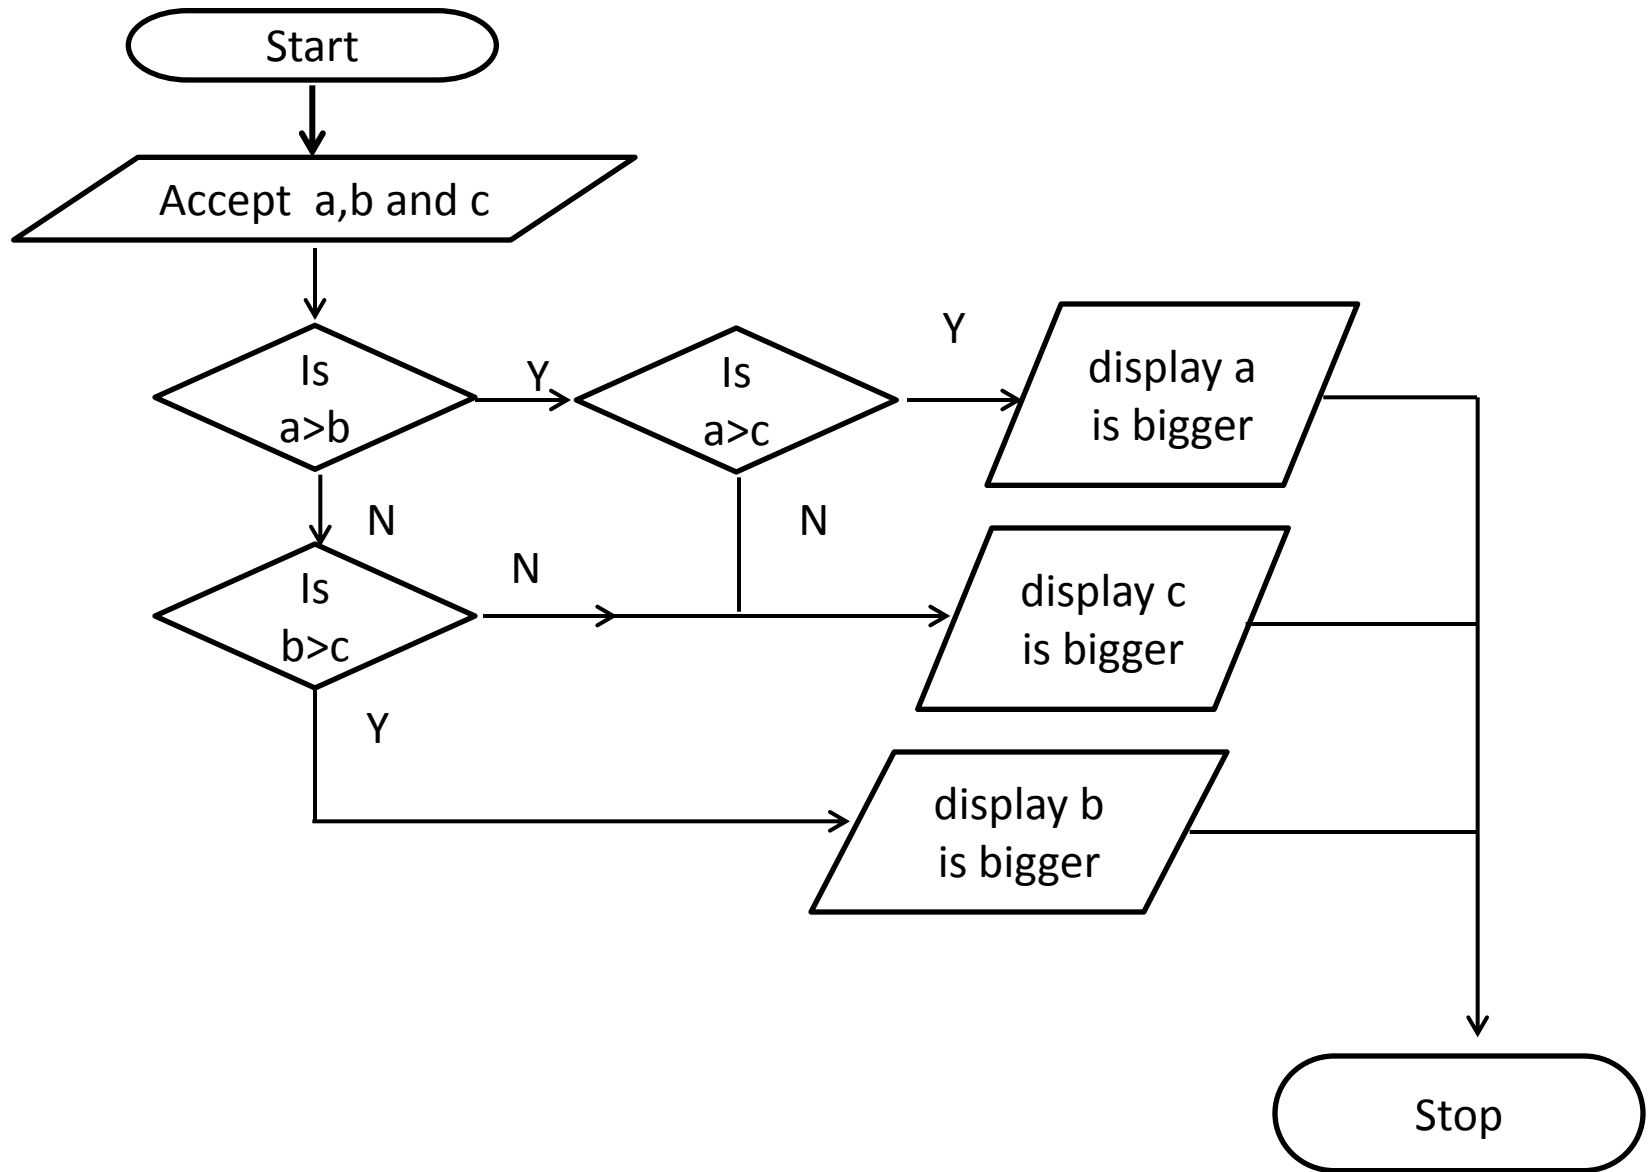 Start
Accept  a,b and c
Is
a>b
Y
Is
a>c
Y
display a
is bigger
N
N
Is
b>c
N
display c
is bigger
Y
display b
is bigger
Stop